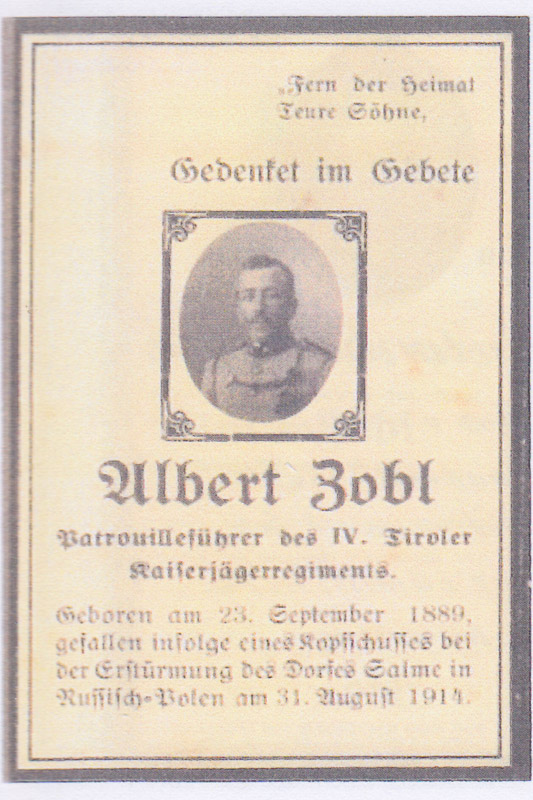 „Fern der Heimat
Teure Söhne,
Gedenket im Gebete
Albert Zobl
Patrouilleführer des IV. Tiroler
Kaiserjägerregiments.
Geboren am 23. September 1889,
gefallen infolge eines Kopfschusses bei
der Erstürmung des Dorfes Salme in
Russisch-Polen am 31. August 1914.